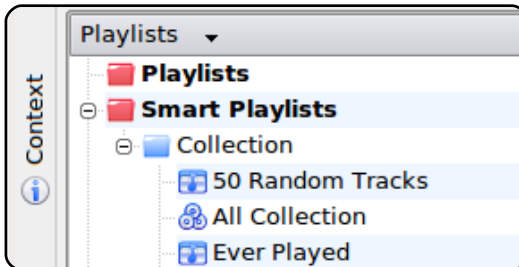 Context
Playlists
Playlists
Smart Playlists
Collection
50 Random Tracks
All Collection
Ever Played